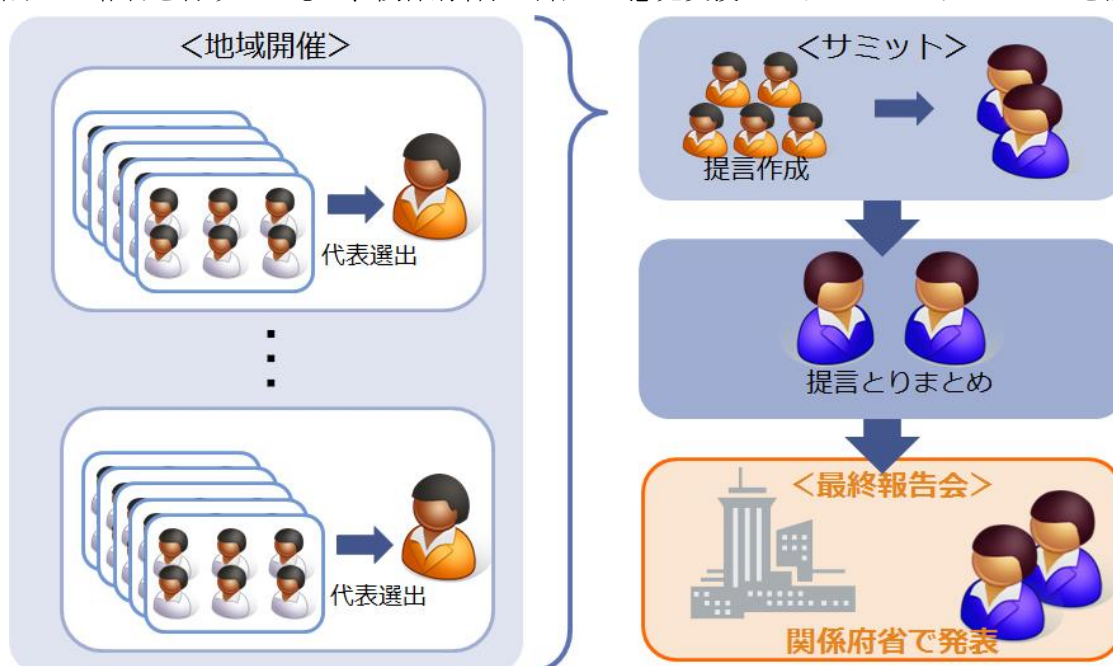 ＜地域開催＞
代表選出
代表選出
＜サミット＞
提言作成
提言とりまとめ
＜最終報告会＞
関係府省で発表